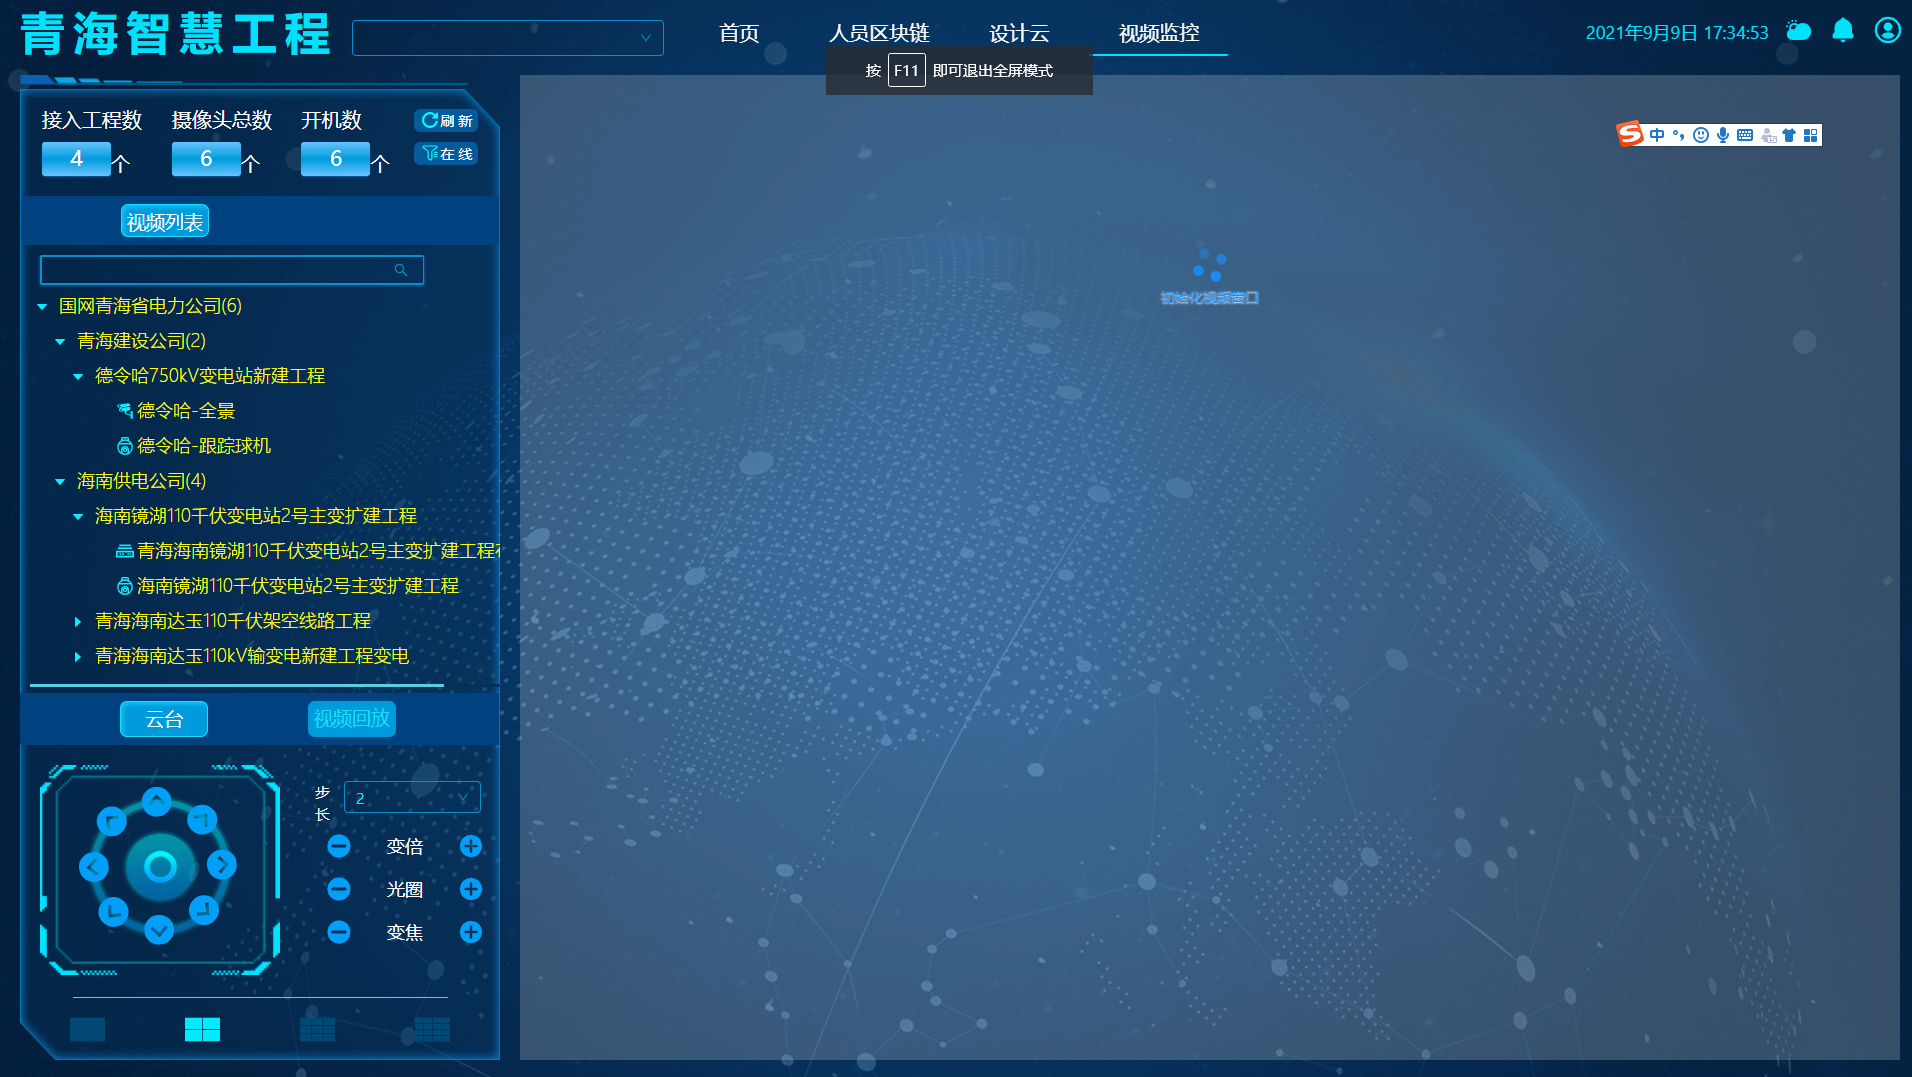 青海智慧工程
首页 人员区块链 设计云 视频监控
2021年9月9日 17:34:53
按 F11 即可退出全屏模式
接入工程数 摄像头总数 开机数
4个 6个 6个
刷新
在线
中
视频列表
初始化视频窗口
国网青海省电力公司(6)
青海建设公司(2)
德令哈750kV变电站新建工程
德令哈-全景
德令哈-跟踪球机
海南供电公司(4)
海南镜湖110千伏变电站2号主变扩建工程
青海海南镜湖110千伏变电站2号主变扩建工程
海南镜湖110千伏变电站2号主变扩建工程
青海海南达玉110千伏架空线路工程
青海海南达玉110kV输变电新建工程变电
云台 视频回放
步长 2
变倍
光圈
变焦